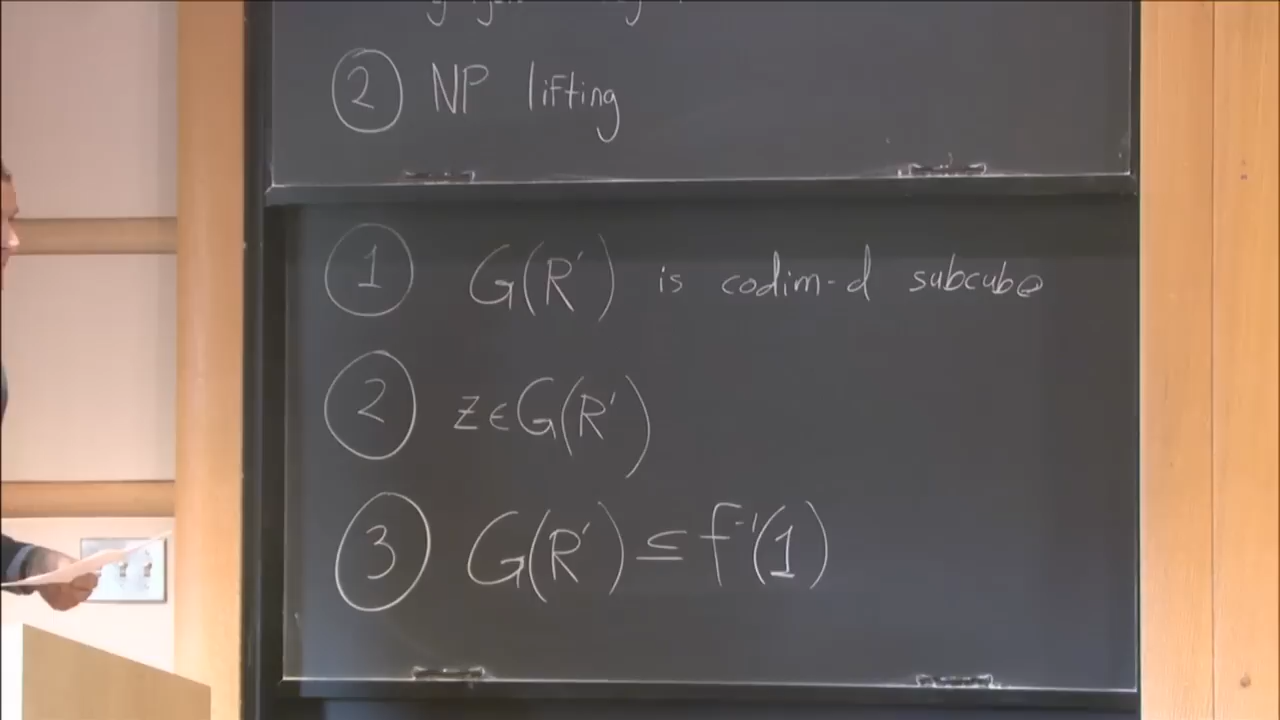 ② NP lifting
① G(R′) is codim-d subcube
② z∈G(R′)
③ G(R′) ⊆ f⁻¹(1)